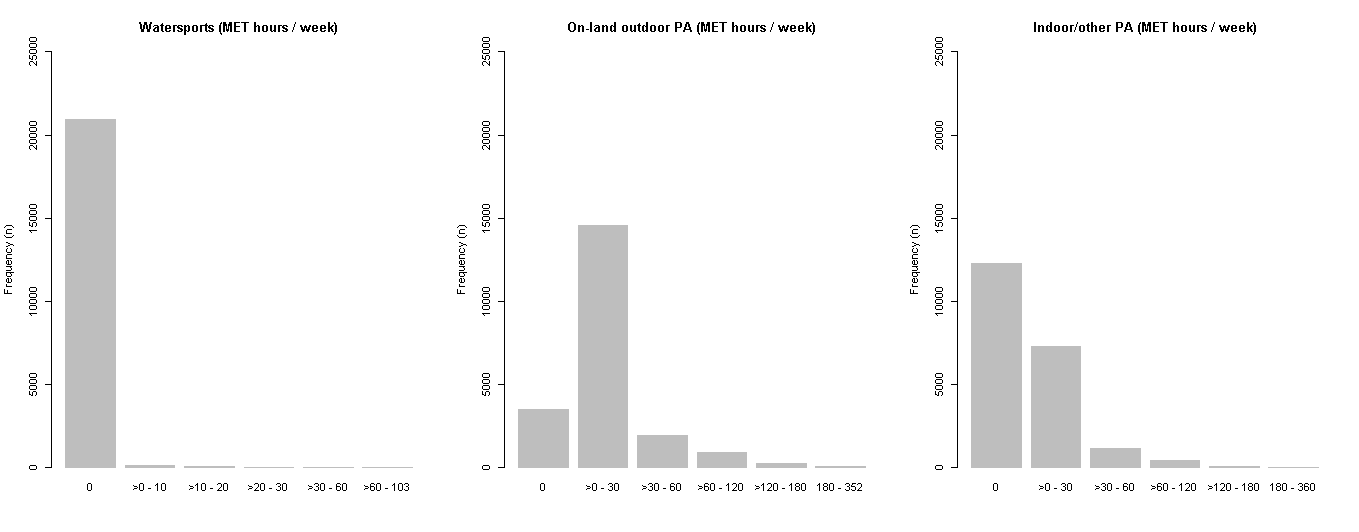 Watersports (MET hours / week)
Frequency (n)
25000
20000
15000
10000
5000
0
0 >0 - 10 >10 - 20 >20 - 30 >30 - 60 >60 - 103
On-land outdoor PA (MET hours / week)
Frequency (n)
25000
20000
15000
10000
5000
0
0 >0 - 30 >30 - 60 >60 - 120 >120 - 180 180 - 352
Indoor/other PA (MET hours / week)
Frequency (n)
25000
20000
15000
10000
5000
0
0 >0 - 30 >30 - 60 >60 - 120 >120 - 180 180 - 360